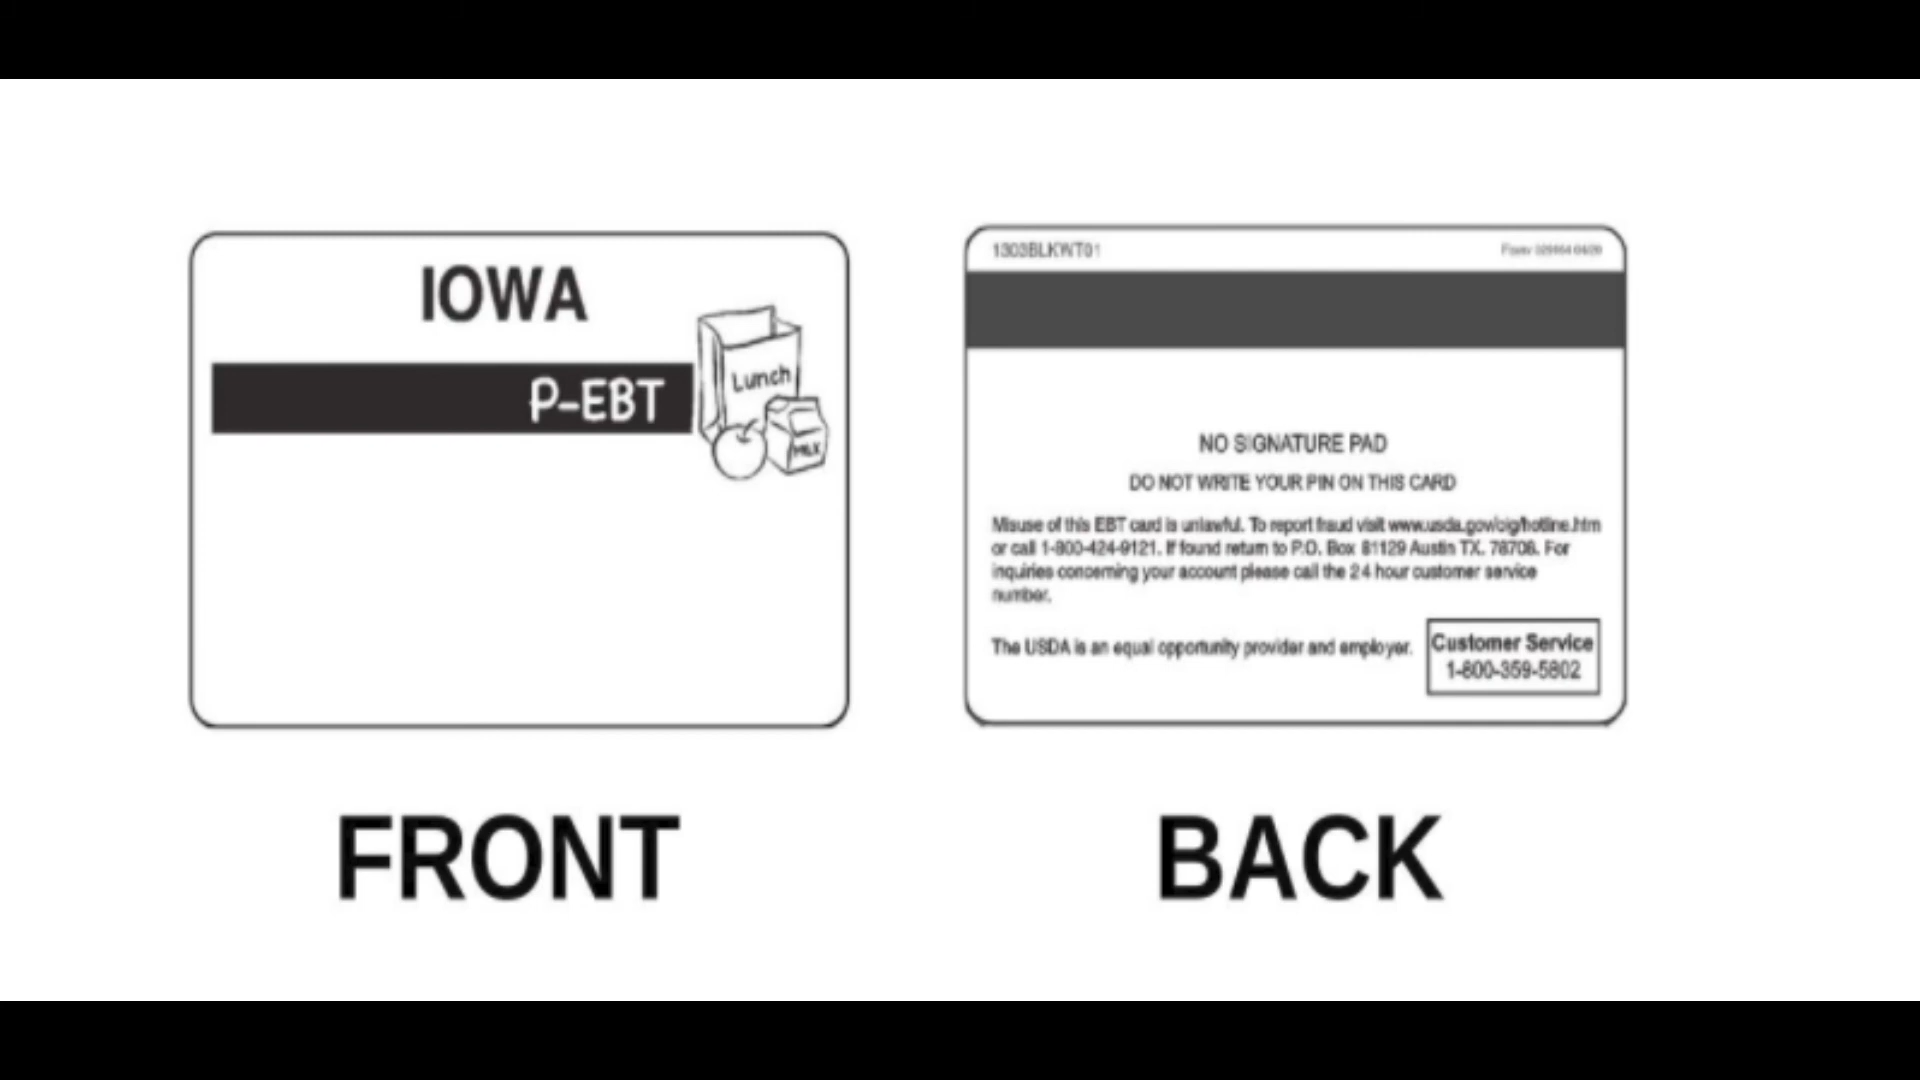 IOWA
P-EBT
Lunch
MILK
FRONT
1303BLKWT01
NO SIGNATURE PAD
DO NOT WRITE YOUR PIN ON THIS CARD
Misuse of this EBT card is unlawful. To report fraud visit www.usda.gov/oig/hotline.htm
or call 1-800-424-9121. If found return to P.O. Box 81129 Austin TX. 78708. For
inquiries concerning your account please call the 24 hour customer service
number.
The USDA is an equal opportunity provider and employer.
Customer Service
1-800-359-5802
BACK